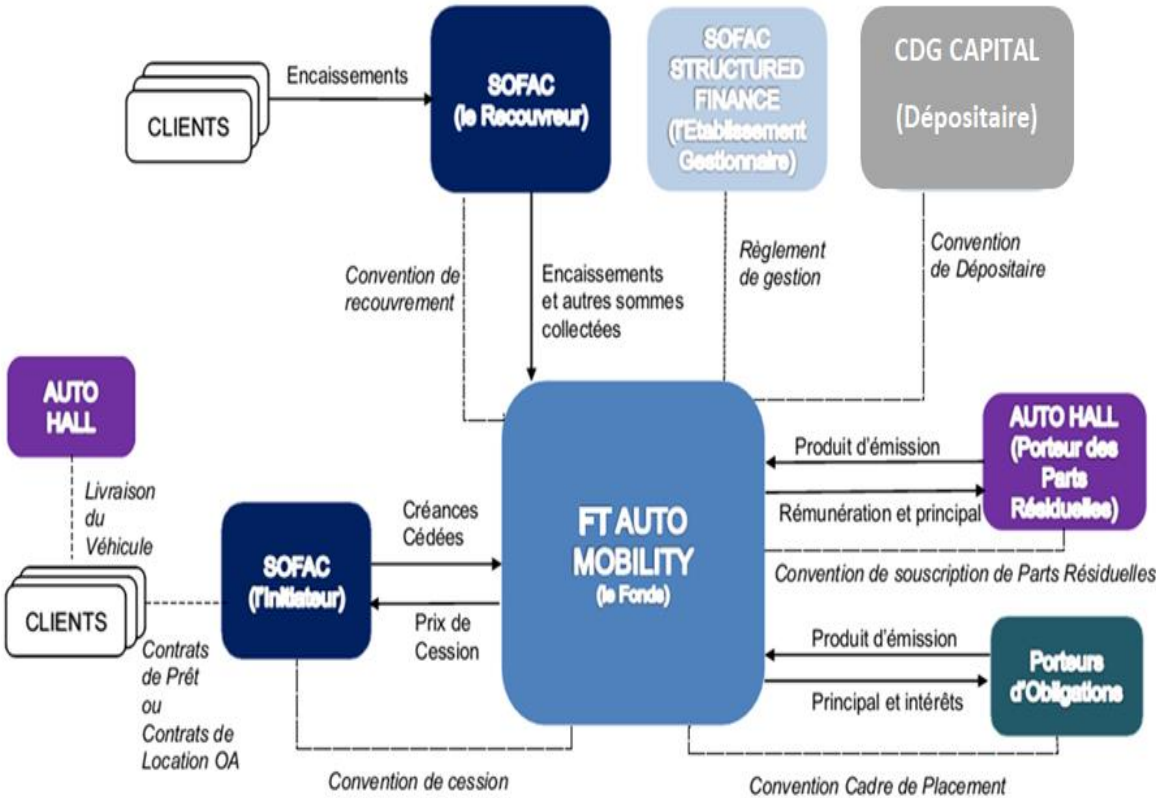 Encaissements
CLIENTS
SOFAC
(le Recouvreur)
SOFAC
STRUCTURED
FINANCE
(l'Etablissement
Gestionnaire)
CDG CAPITAL
(Dépositaire)
Convention de
recouvrement
Encaissements
et autres sommes
collectées
Règlement
de gestion
Convention
de Dépositaire
AUTO
HALL
Livraison
du
Véhicule
CLIENTS
Contrats
de Prêt
ou
Contrats de
Location OA
SOFAC
(l'Initiateur)
Créances
Cédées
Prix de
Cession
Convention de cession
FT AUTO
MOBILITY
(le Fonds)
Produit d'émission
Rémunération et principal
AUTO HALL
(Porteur des
Parts
Résiduelles)
Convention de souscription de Parts Résiduelles
Produit d'émission
Principal et intérêts
Porteurs
d'Obligations
Convention Cadre de Placement